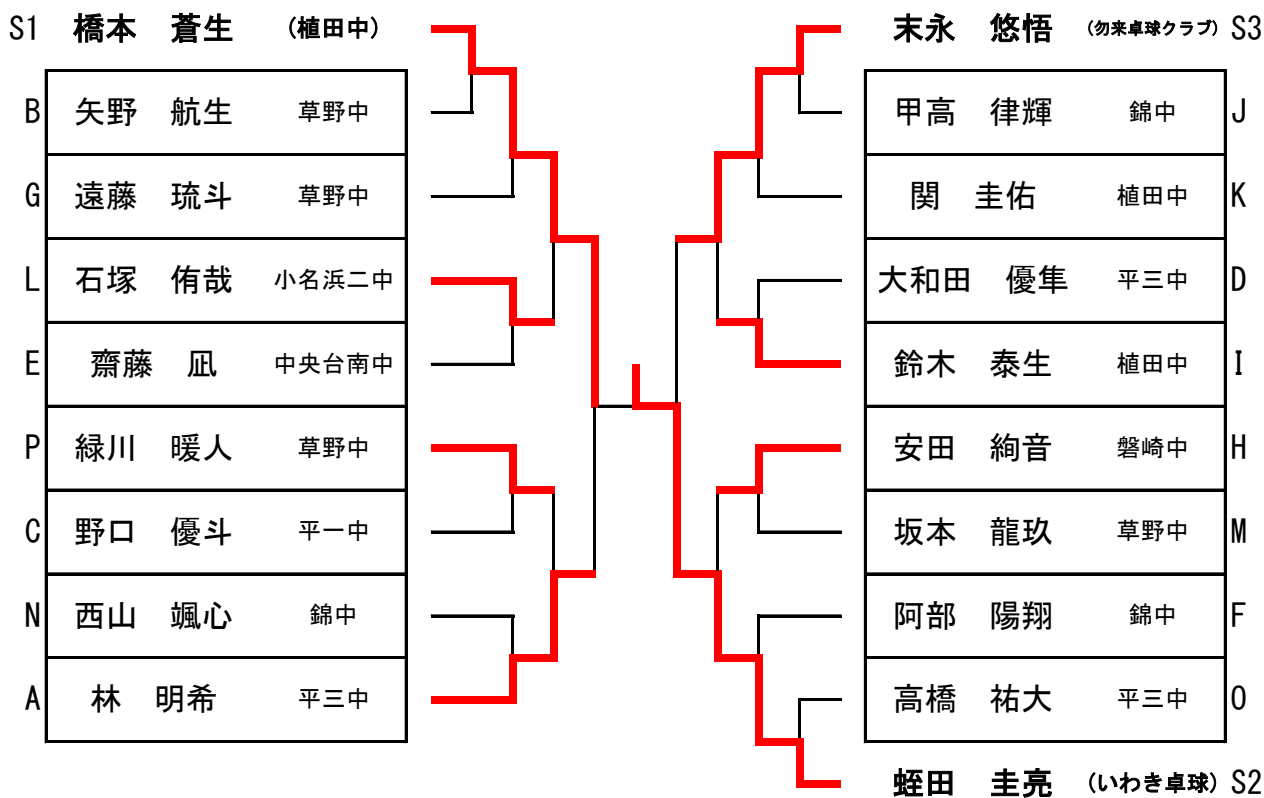 S1 橋本 蒼生 (植田中)
B 矢野 航生 草野中
G 遠藤 琉斗 草野中
L 石塚 侑哉 小名浜二中
E 齋藤 凪 中央台南中
P 緑川 暖人 草野中
C 野口 優斗 平一中
N 西山 颯心 錦中
A 林 明希 平三中
末永 悠悟 (勿来卓球クラブ) S3
甲高 律輝 錦中 J
関 圭佑 植田中 K
大和田 優隼 平三中 D
鈴木 泰生 植田中 I
安田 絢音 磐崎中 H
坂本 龍玖 草野中 M
阿部 陽翔 錦中 F
高橋 祐大 平三中 O
蛭田 圭亮 (いわき卓球) S2